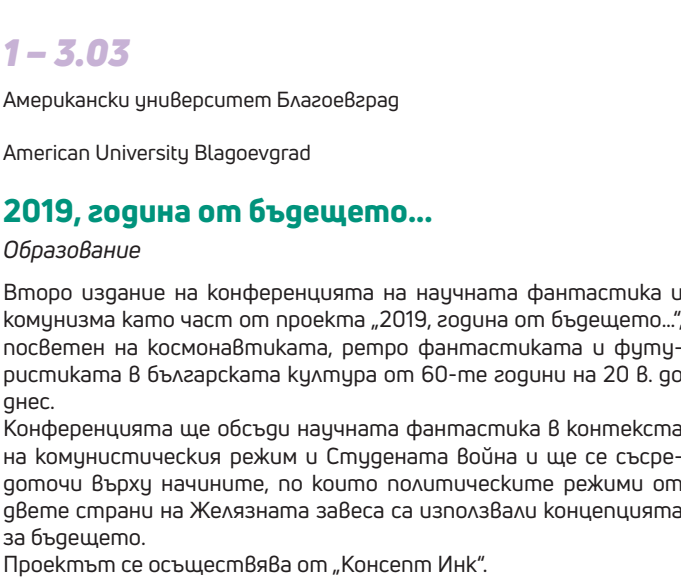 1 – 3.03
Американски университет Благоевград
American University Blagoevgrad
2019, година от бъдещето...
Образование
Второ издание на конференцията на научната фантастика и
комунизма като част от проекта „2019, година от бъдещето...“,
посветен на космонавтиката, ретро фантастиката и футу-
ристиката в българската култура от 60-те години на 20 в. до
днес.
Конференцията ще обсъди научната фантастика в контекста
на комунистическия режим и Студената война и ще се съсре-
доточи върху начините, по които политическите режими от
двете страни на Желязната завеса са използвали концепцията
за бъдещето.
Проектът се осъществява от „Консепт Инк“.